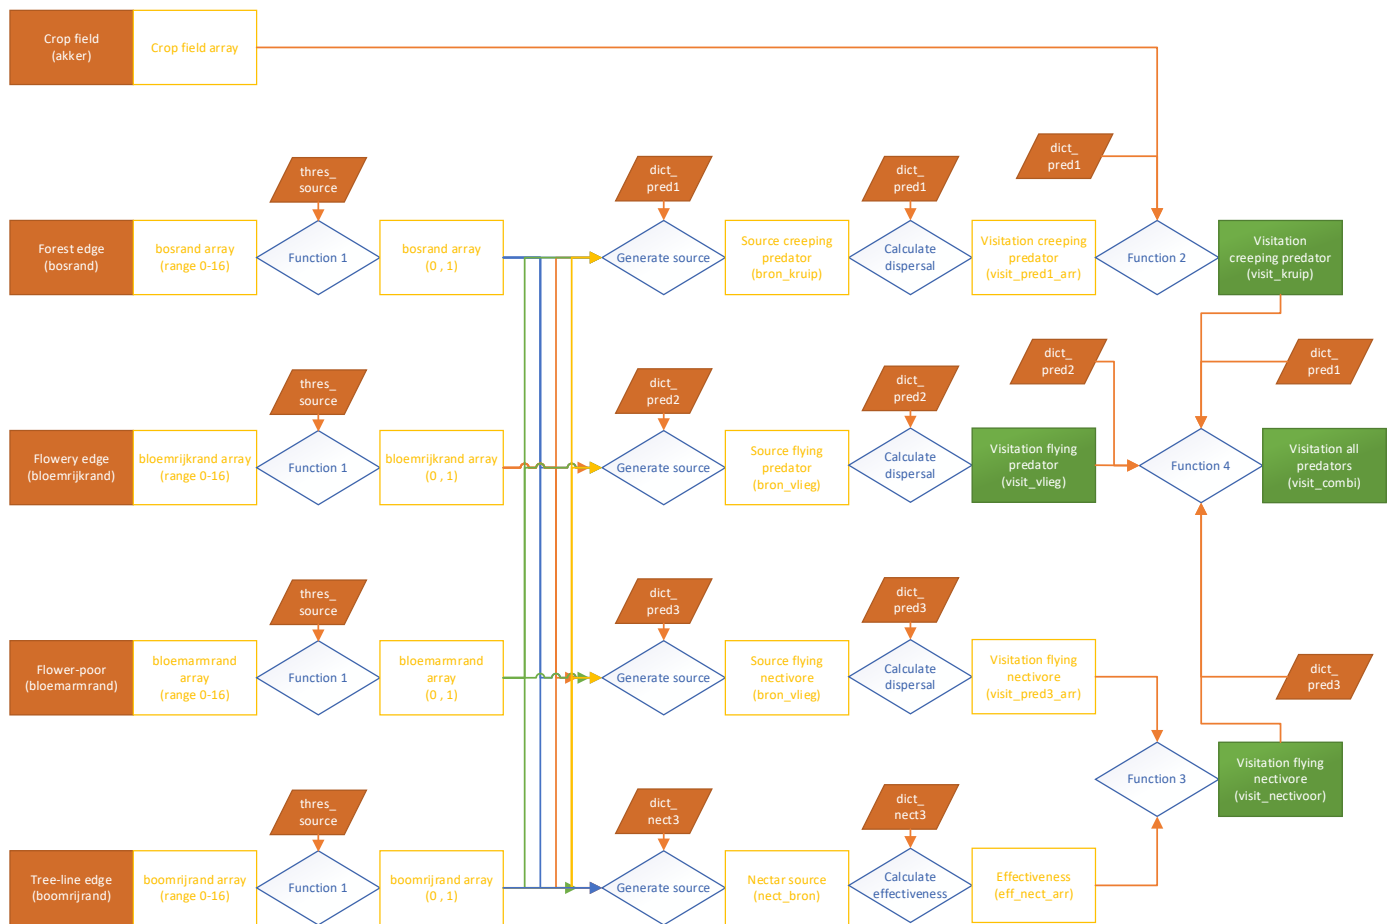 Crop field
(akker)
Crop field array
dict_
pred1
thres_
source
dict_
pred1
dict_
pred1
Forest edge
(bosrand)
bosrand array
(range 0-16)
Function 1
bosrand array
(0 , 1)
Generate source
Source creeping
predator
(bron_kruip)
Calculate
dispersal
Visitation creeping
predator
(visit_pred1_arr)
Function 2
Visitation
creeping predator
(visit_kruip)
thres_
source
dict_
pred2
dict_
pred2
dict_
pred2
dict_
pred1
Flowery edge
(bloemrijkrand)
bloemrijkrand array
(range 0-16)
Function 1
bloemrijkrand array
(0 , 1)
Generate source
Source flying
predator
(bron_vlieg)
Calculate
dispersal
Visitation flying
predator
(visit_vlieg)
Function 4
Visitation all
predators
(visit_combi)
thres_
source
dict_
pred3
dict_
pred3
Flower-poor
(bloemarmrand)
bloemarmrand
array
(range 0-16)
Function 1
bloemarmrand
array
(0 , 1)
Generate source
Source flying
nectivore
(bron_vlieg)
Calculate
dispersal
Visitation flying
nectivore
(visit_pred3_arr)
dict_
pred3
Function 3
Visitation flying
nectivore
(visit_nectivoor)
thres_
source
dict_
nect3
dict_
nect3
Tree-line edge
(boomrijrand)
boomrijrand array
(range 0-16)
Function 1
boomrijrand array
(0 , 1)
Generate source
Nectar source
(nect_bron)
Calculate
effectiveness
Effectiveness
(eff_nect_arr)